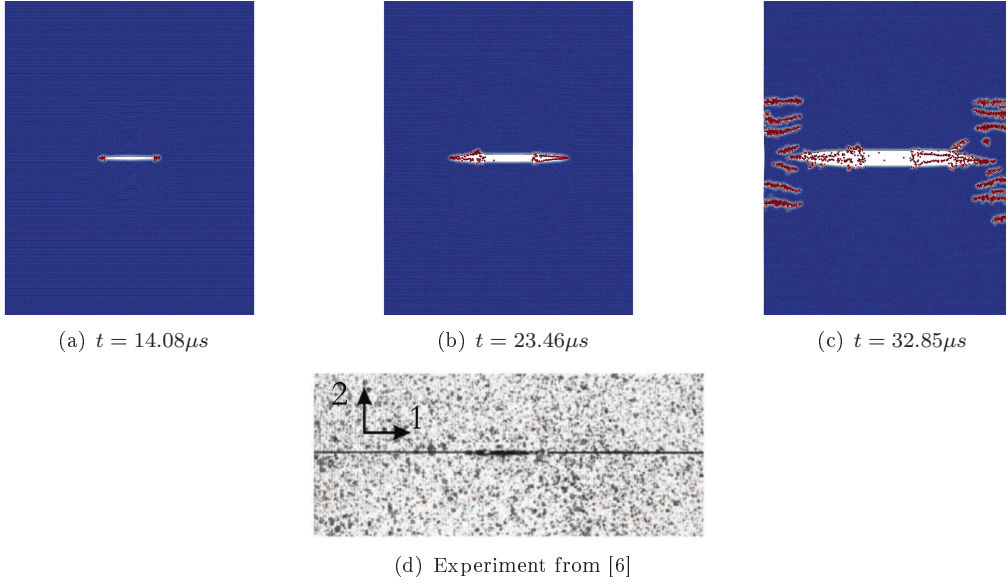 (a) t = 14.08μs
(b) t = 23.46μs
(c) t = 32.85μs
2
1
(d) Experiment from [6]